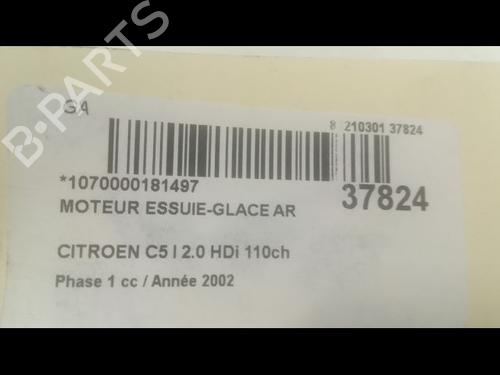 GA
8 210301 37824
*1070000181497
37824
MOTEUR ESSUIE-GLACE AR
CITROEN C5 I 2.0 HDi 110ch
Phase 1 cc / Année 2002
B-PARTS